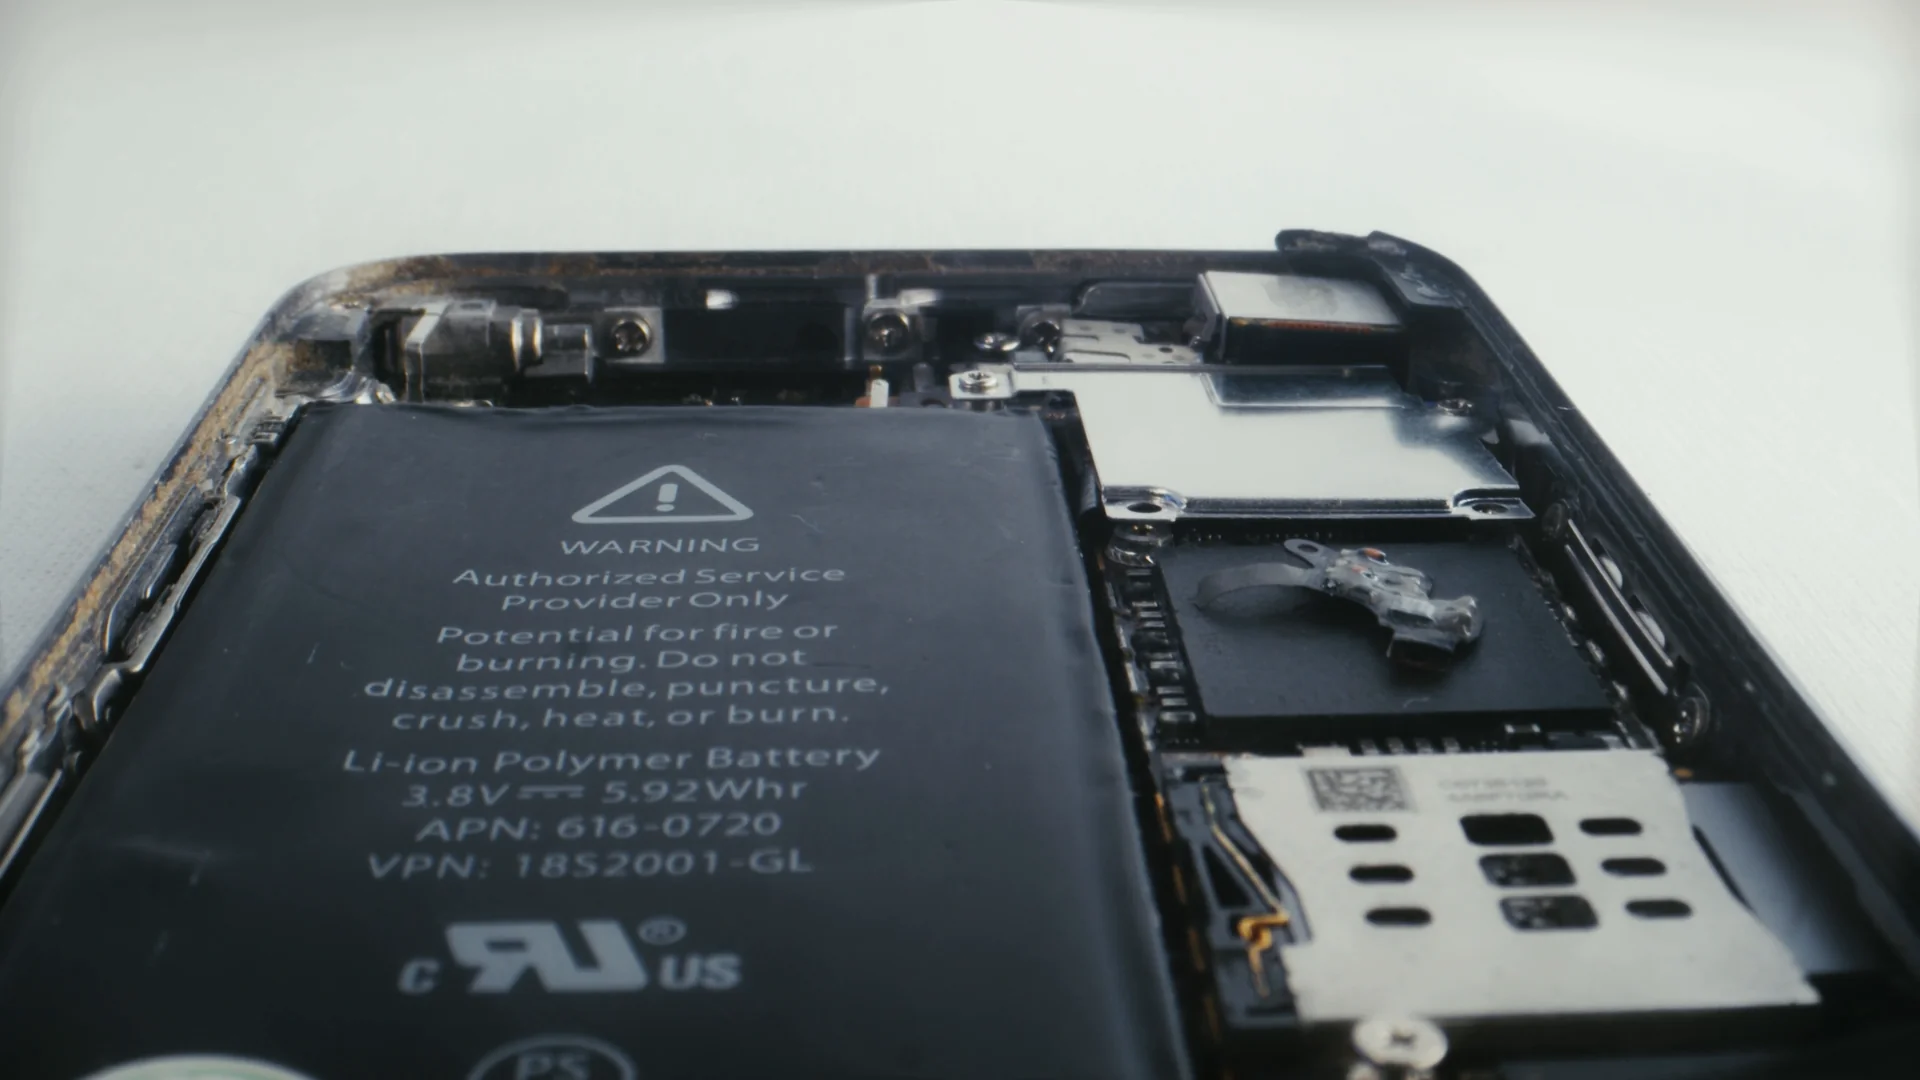 WARNING
Authorized Service
Provider Only
Potential for fire or
burning. Do not
disassemble, puncture,
crush, heat, or burn.
Li-ion Polymer Battery
3.8V⎓ 5.92Whr
APN: 616-0720
VPN: 18S2001-GL
c RU® US
PS